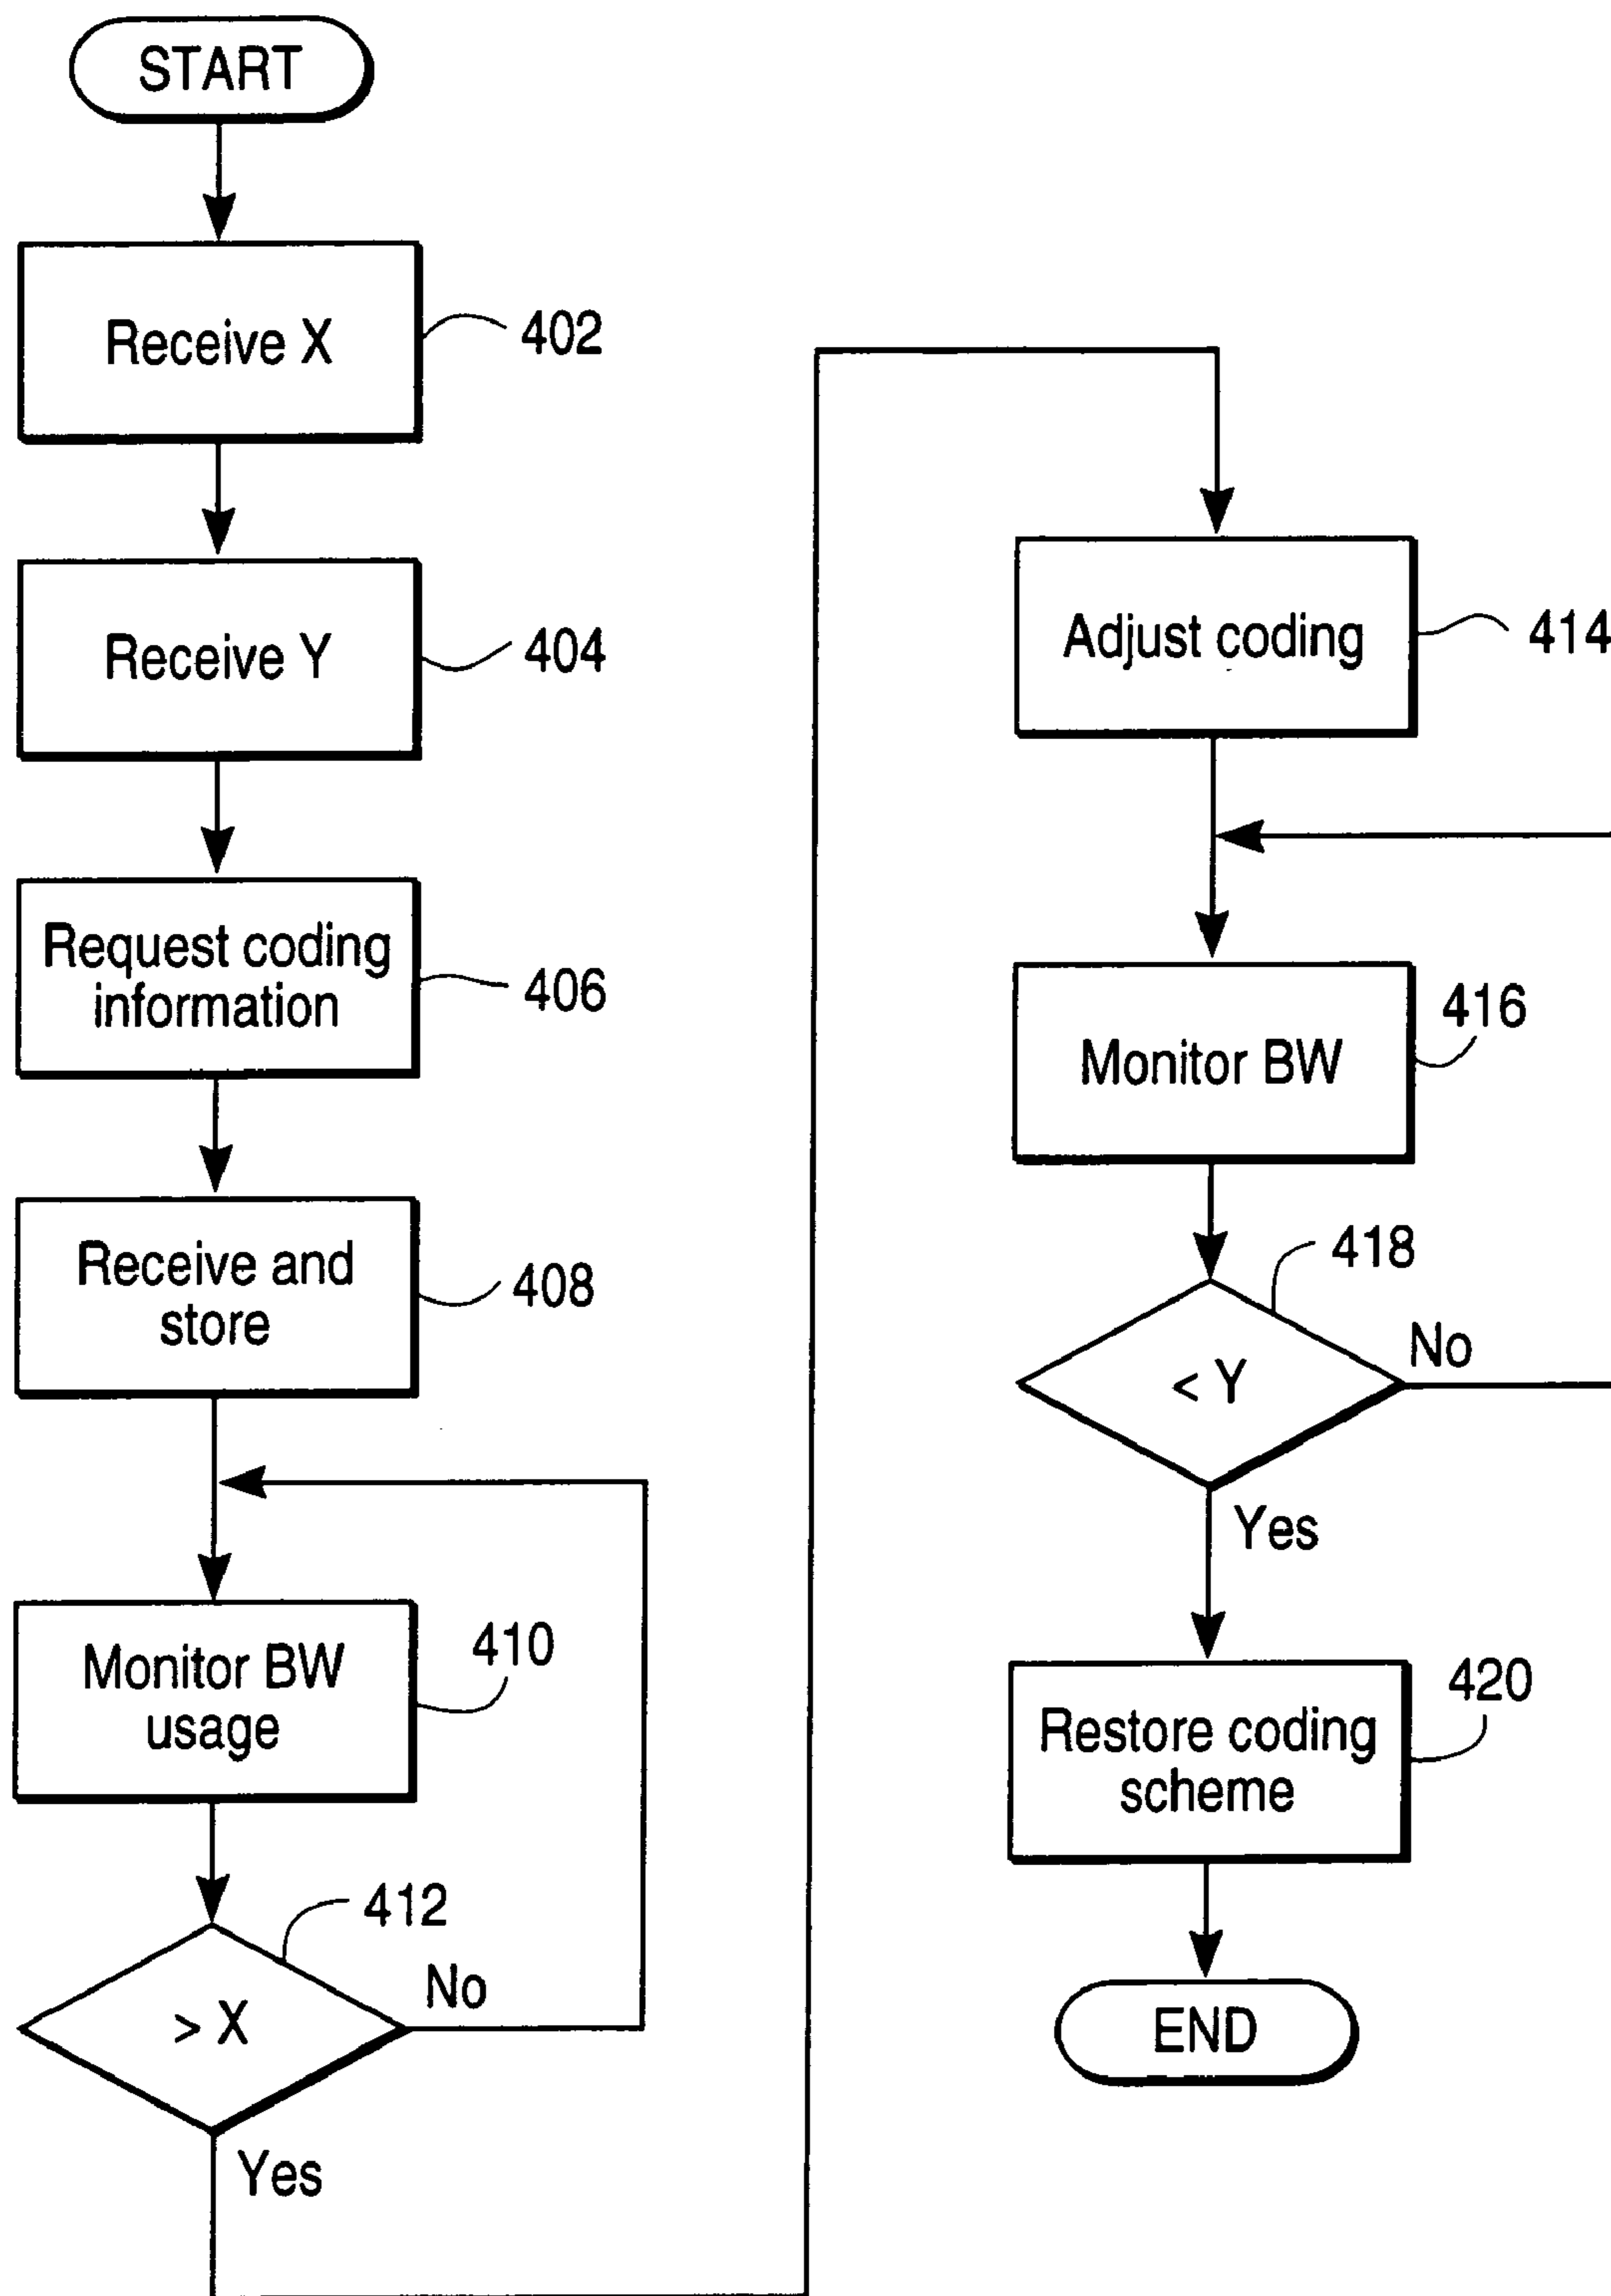 START
Receive X
402
Receive Y
404
Request coding
information
406
Receive and
store
408
Monitor BW
usage
410
412
> X
No
Yes
Adjust coding
414
Monitor BW
416
418
< Y
No
Yes
Restore coding
scheme
420
END